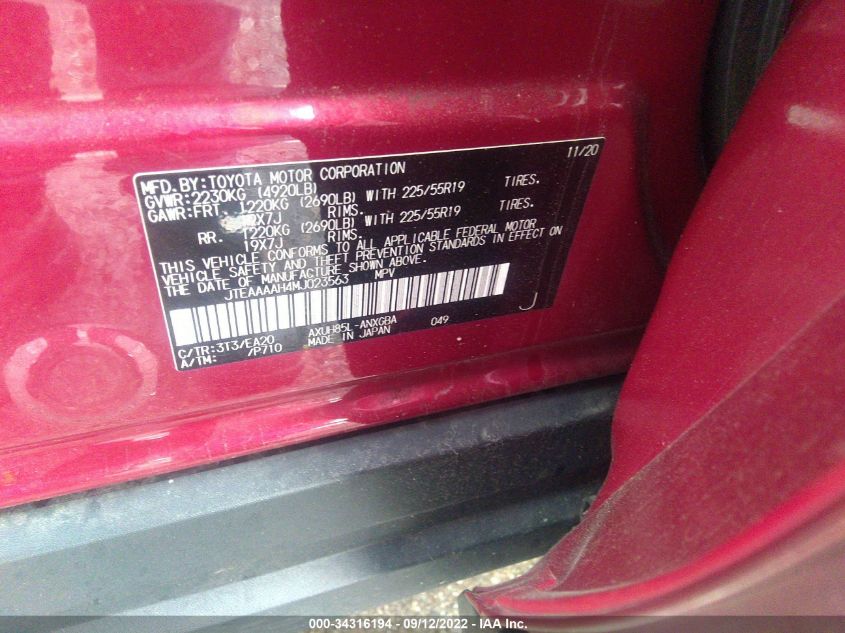 11/20
MFD.BY:TOYOTA MOTOR CORPORATION
GVWR:2230KG (4920LB)
GAWR:FRT. 1220KG (2690LB) WITH 225/55R19 TIRES.
X7J RIMS.
RR. 1220KG (2690LB) WITH 225/55R19 TIRES.
19X7J RIMS.
THIS VEHICLE CONFORMS TO ALL APPLICABLE FEDERAL MOTOR
VEHICLE SAFETY AND THEFT PREVENTION STANDARDS IN EFFECT ON
THE DATE OF MANUFACTURE SHOWN ABOVE.
JTEAAAAH4MJ023563 MPV
J
C/TR:3T3/EA20 AXUH85L-ANXGBA 049
A/TM: /P710 MADE IN JAPAN
000-34316194 - 09/12/2022 - IAA Inc.